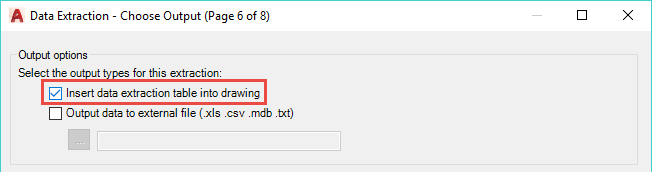 Data Extraction - Choose Output (Page 6 of 8)
Output options
Select the output types for this extraction:
Insert data extraction table into drawing
Output data to external file (.xls .csv .mdb .txt)
...